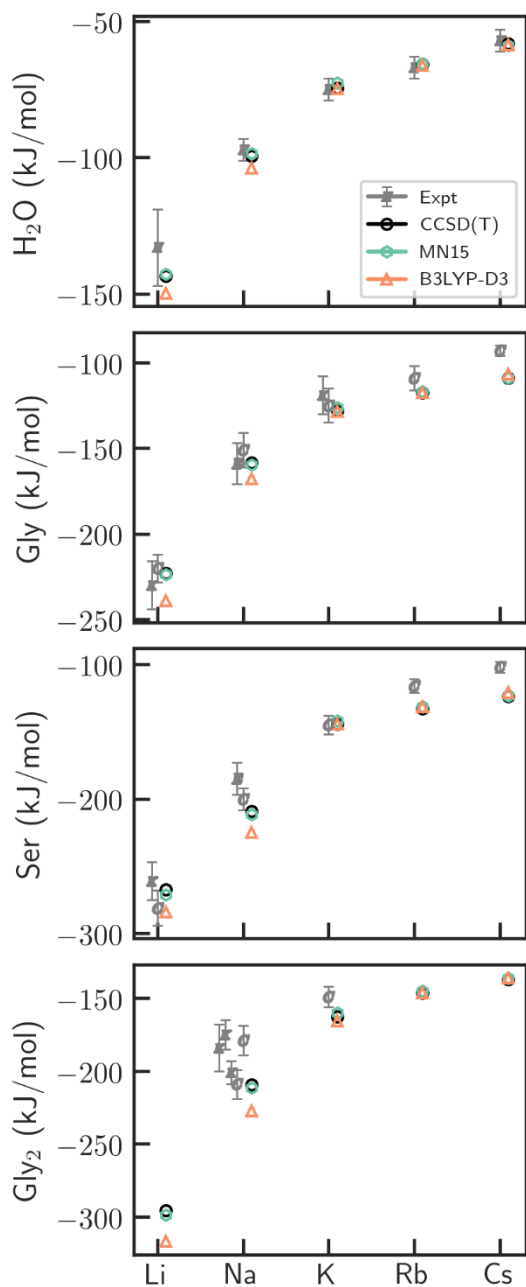 H₂O (kJ/mol)
−50
−100
−150
Expt
CCSD(T)
MN15
B3LYP-D3
Gly (kJ/mol)
−100
−150
−200
−250
Ser (kJ/mol)
−100
−200
−300
Gly₂ (kJ/mol)
−150
−200
−250
−300
Li Na K Rb Cs